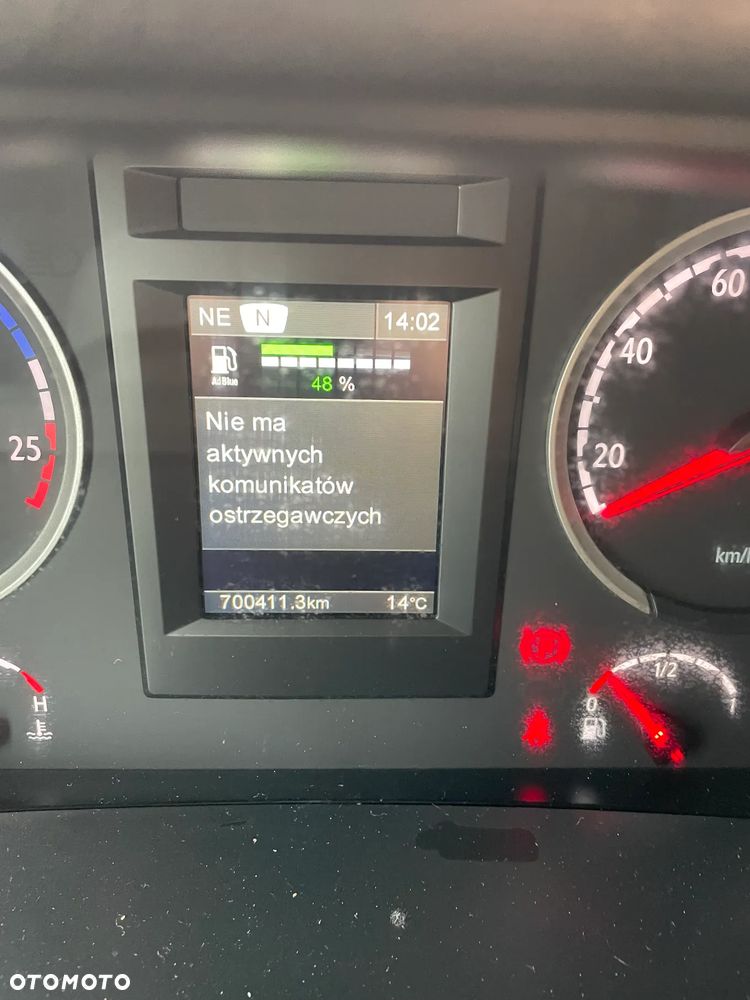 NE N 14:02
AdBlue
48 %
Nie ma
aktywnych
komunikatów
ostrzegawczych
700411.3km 14°C
25
H
60
40
20
km/h
0 1/2 1
OTOMOTO